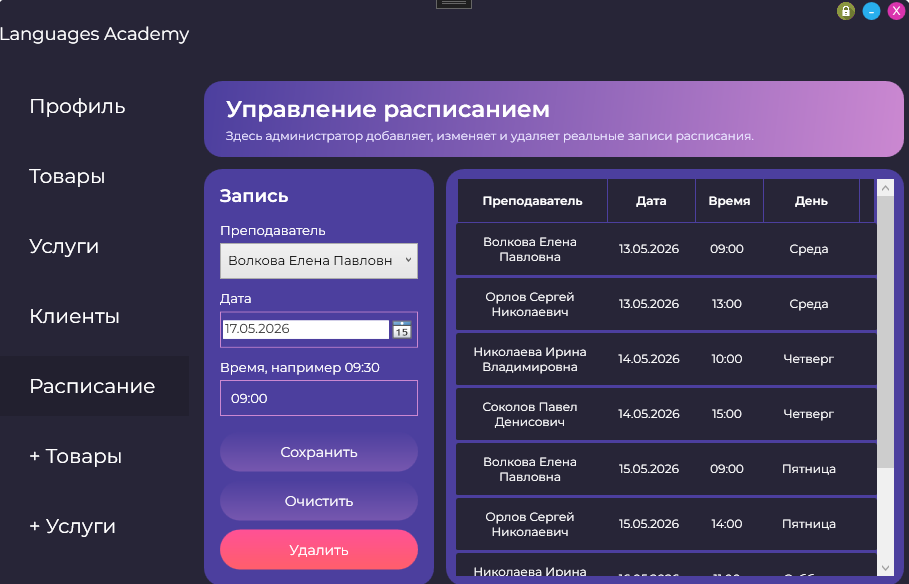 Languages Academy
X
Профиль
Товары
Услуги
Клиенты
Расписание
+ Товары
+ Услуги
Управление расписанием
Здесь администратор добавляет, изменяет и удаляет реальные записи расписания.
Запись
Преподаватель
Волкова Елена Павловн
Дата
17.05.2026
15
Время, например 09:30
09:00
Сохранить
Очистить
Удалить
Преподаватель Дата Время День
Волкова Елена
Павловна 13.05.2026 09:00 Среда
Орлов Сергей
Николаевич 13.05.2026 13:00 Среда
Николаева Ирина
Владимировна 14.05.2026 10:00 Четверг
Соколов Павел
Денисович 14.05.2026 15:00 Четверг
Волкова Елена
Павловна 15.05.2026 09:00 Пятница
Орлов Сергей
Николаевич 15.05.2026 14:00 Пятница
Николаева Ирина